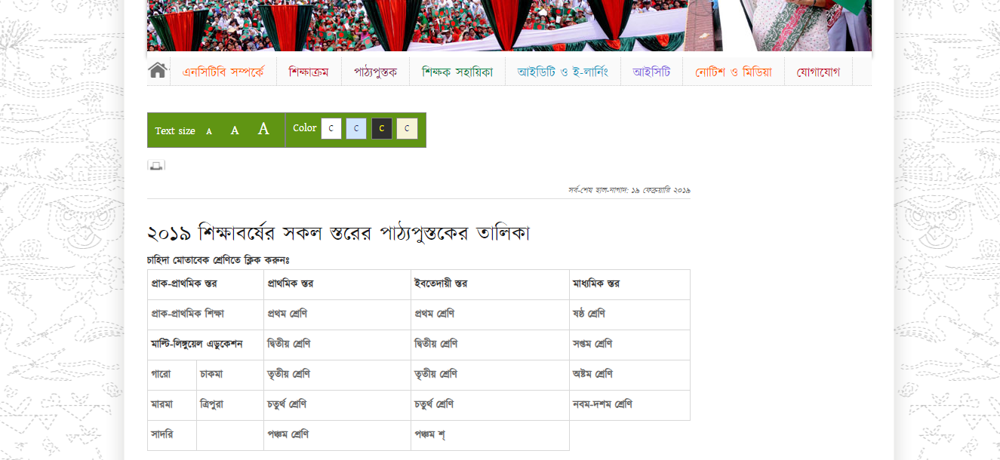 এনসিটিবি সম্পর্কে শিক্ষাক্রম পাঠ্যপুস্তক শিক্ষক সহায়িকা আইডিটি ও ই-লার্নিং আইসিটি নোটিশ ও মিডিয়া যোগাযোগ
Text size A A A Color C C C C
সর্ব-শেষ হাল-নাগাদ: ১৯ ফেব্রুয়ারি ২০১৯
২০১৯ শিক্ষাবর্ষের সকল স্তরের পাঠ্যপুস্তকের তালিকা
চাহিদা মোতাবেক শ্রেণিতে ক্লিক করুনঃ
প্রাক-প্রাথমিক স্তর প্রাথমিক স্তর ইবতেদায়ী স্তর মাধ্যমিক স্তর
প্রাক-প্রাথমিক শিক্ষা প্রথম শ্রেণি প্রথম শ্রেণি ষষ্ঠ শ্রেণি
মাল্টি-লিঙ্গুয়েল এডুকেশন দ্বিতীয় শ্রেণি দ্বিতীয় শ্রেণি সপ্তম শ্রেণি
গারো চাকমা তৃতীয় শ্রেণি তৃতীয় শ্রেণি অষ্টম শ্রেণি
মারমা ত্রিপুরা চতুর্থ শ্রেণি চতুর্থ শ্রেণি নবম-দশম শ্রেণি
সাদরি পঞ্চম শ্রেণি পঞ্চম শ্